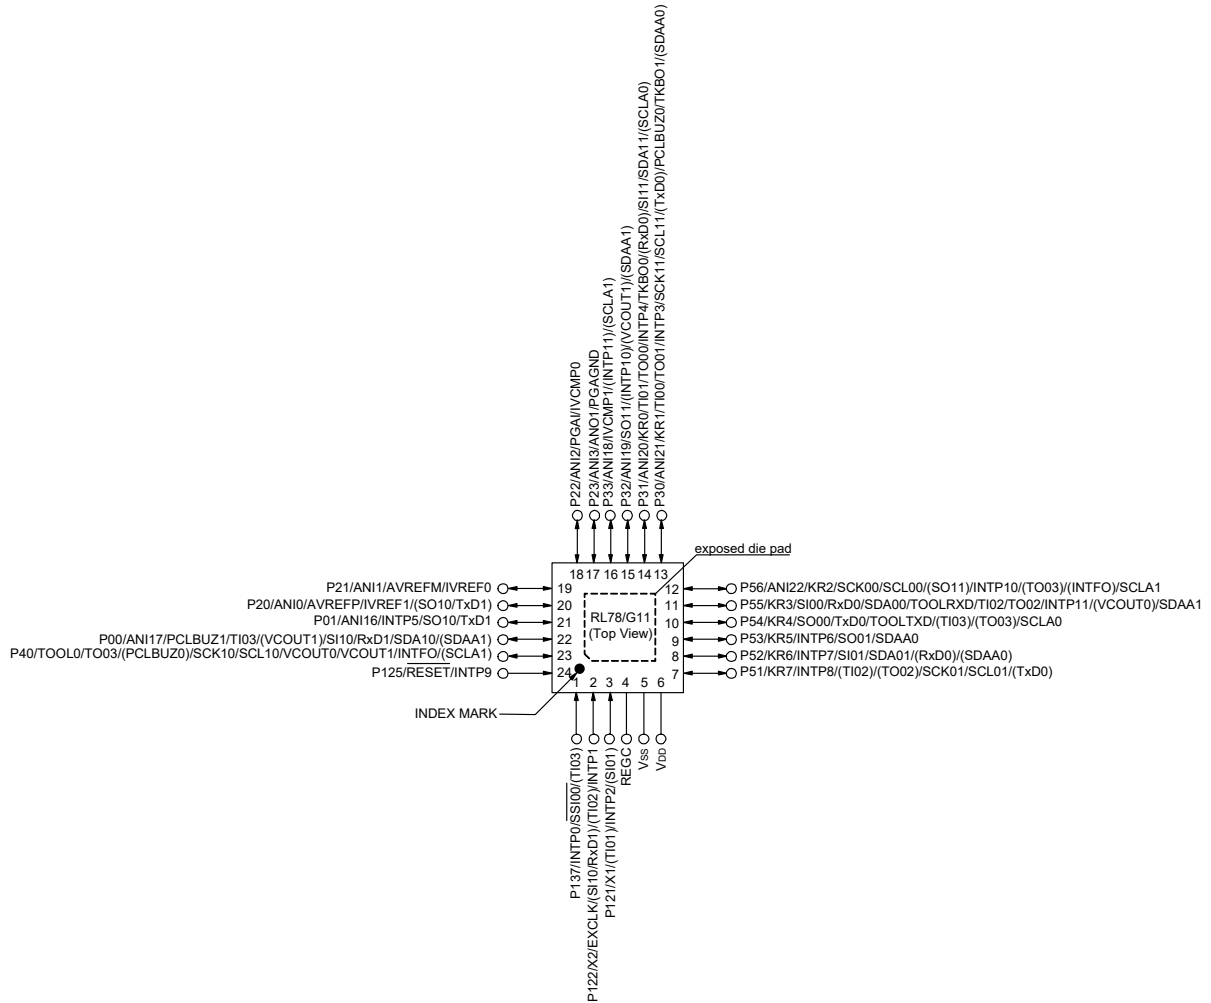 P22/ANI2/PGAI/IVCMP0
P23/ANI3/ANO1/PGAGND
P33/ANI18/IVCMP1/(INTP11)/(SCLA1)
P32/ANI19/SO11/(INTP10)/(VCOUT1)/(SDAA1)
P31/ANI20/KR0/TI01/TO00/INTP4/TKBO0/(RxD0)/SI11/SDA11/(SCLA0)
P30/ANI21/KR1/TI00/TO01/INTP3/SCK11/SCL11/(TxD0)/PCLBUZ0/TKBO1/(SDAA0)
exposed die pad
18 17 16 15 14 13
P21/ANI1/AVREFM/IVREF0 19
P20/ANI0/AVREFP/IVREF1/(SO10/TxD1) 20
P01/ANI16/INTP5/SO10/TxD1 21
P00/ANI17/PCLBUZ1/TI03/(VCOUT1)/SI10/RxD1/SDA10/(SDAA1) 22
P40/TOOL0/TO03/(PCLBUZ0)/SCK10/SCL10/VCOUT0/VCOUT1/INTFO/(SCLA1) 23
P125/RESET/INTP9 24
RL78/G11
(Top View)
12 P56/ANI22/KR2/SCK00/SCL00/(SO11)/INTP10/(TO03)/(INTFO)/SCLA1
11 P55/KR3/SI00/RxD0/SDA00/TOOLRXD/TI02/TO02/INTP11/(VCOUT0)/SDAA1
10 P54/KR4/SO00/TxD0/TOOLTXD/(TI03)/(TO03)/SCLA0
9 P53/KR5/INTP6/SO01/SDAA0
8 P52/KR6/INTP7/SI01/SDA01/(RxD0)/(SDAA0)
7 P51/KR7/INTP8/(TI02)/(TO02)/SCK01/SCL01/(TxD0)
1 2 3 4 5 6
INDEX MARK
P137/INTP0/SSI00/(TI03)
P122/X2/EXCLK/(SI10/RxD1)/(TI02)/INTP1
P121/X1/(TI01)/INTP2/(SI01)
REGC
VSS
VDD